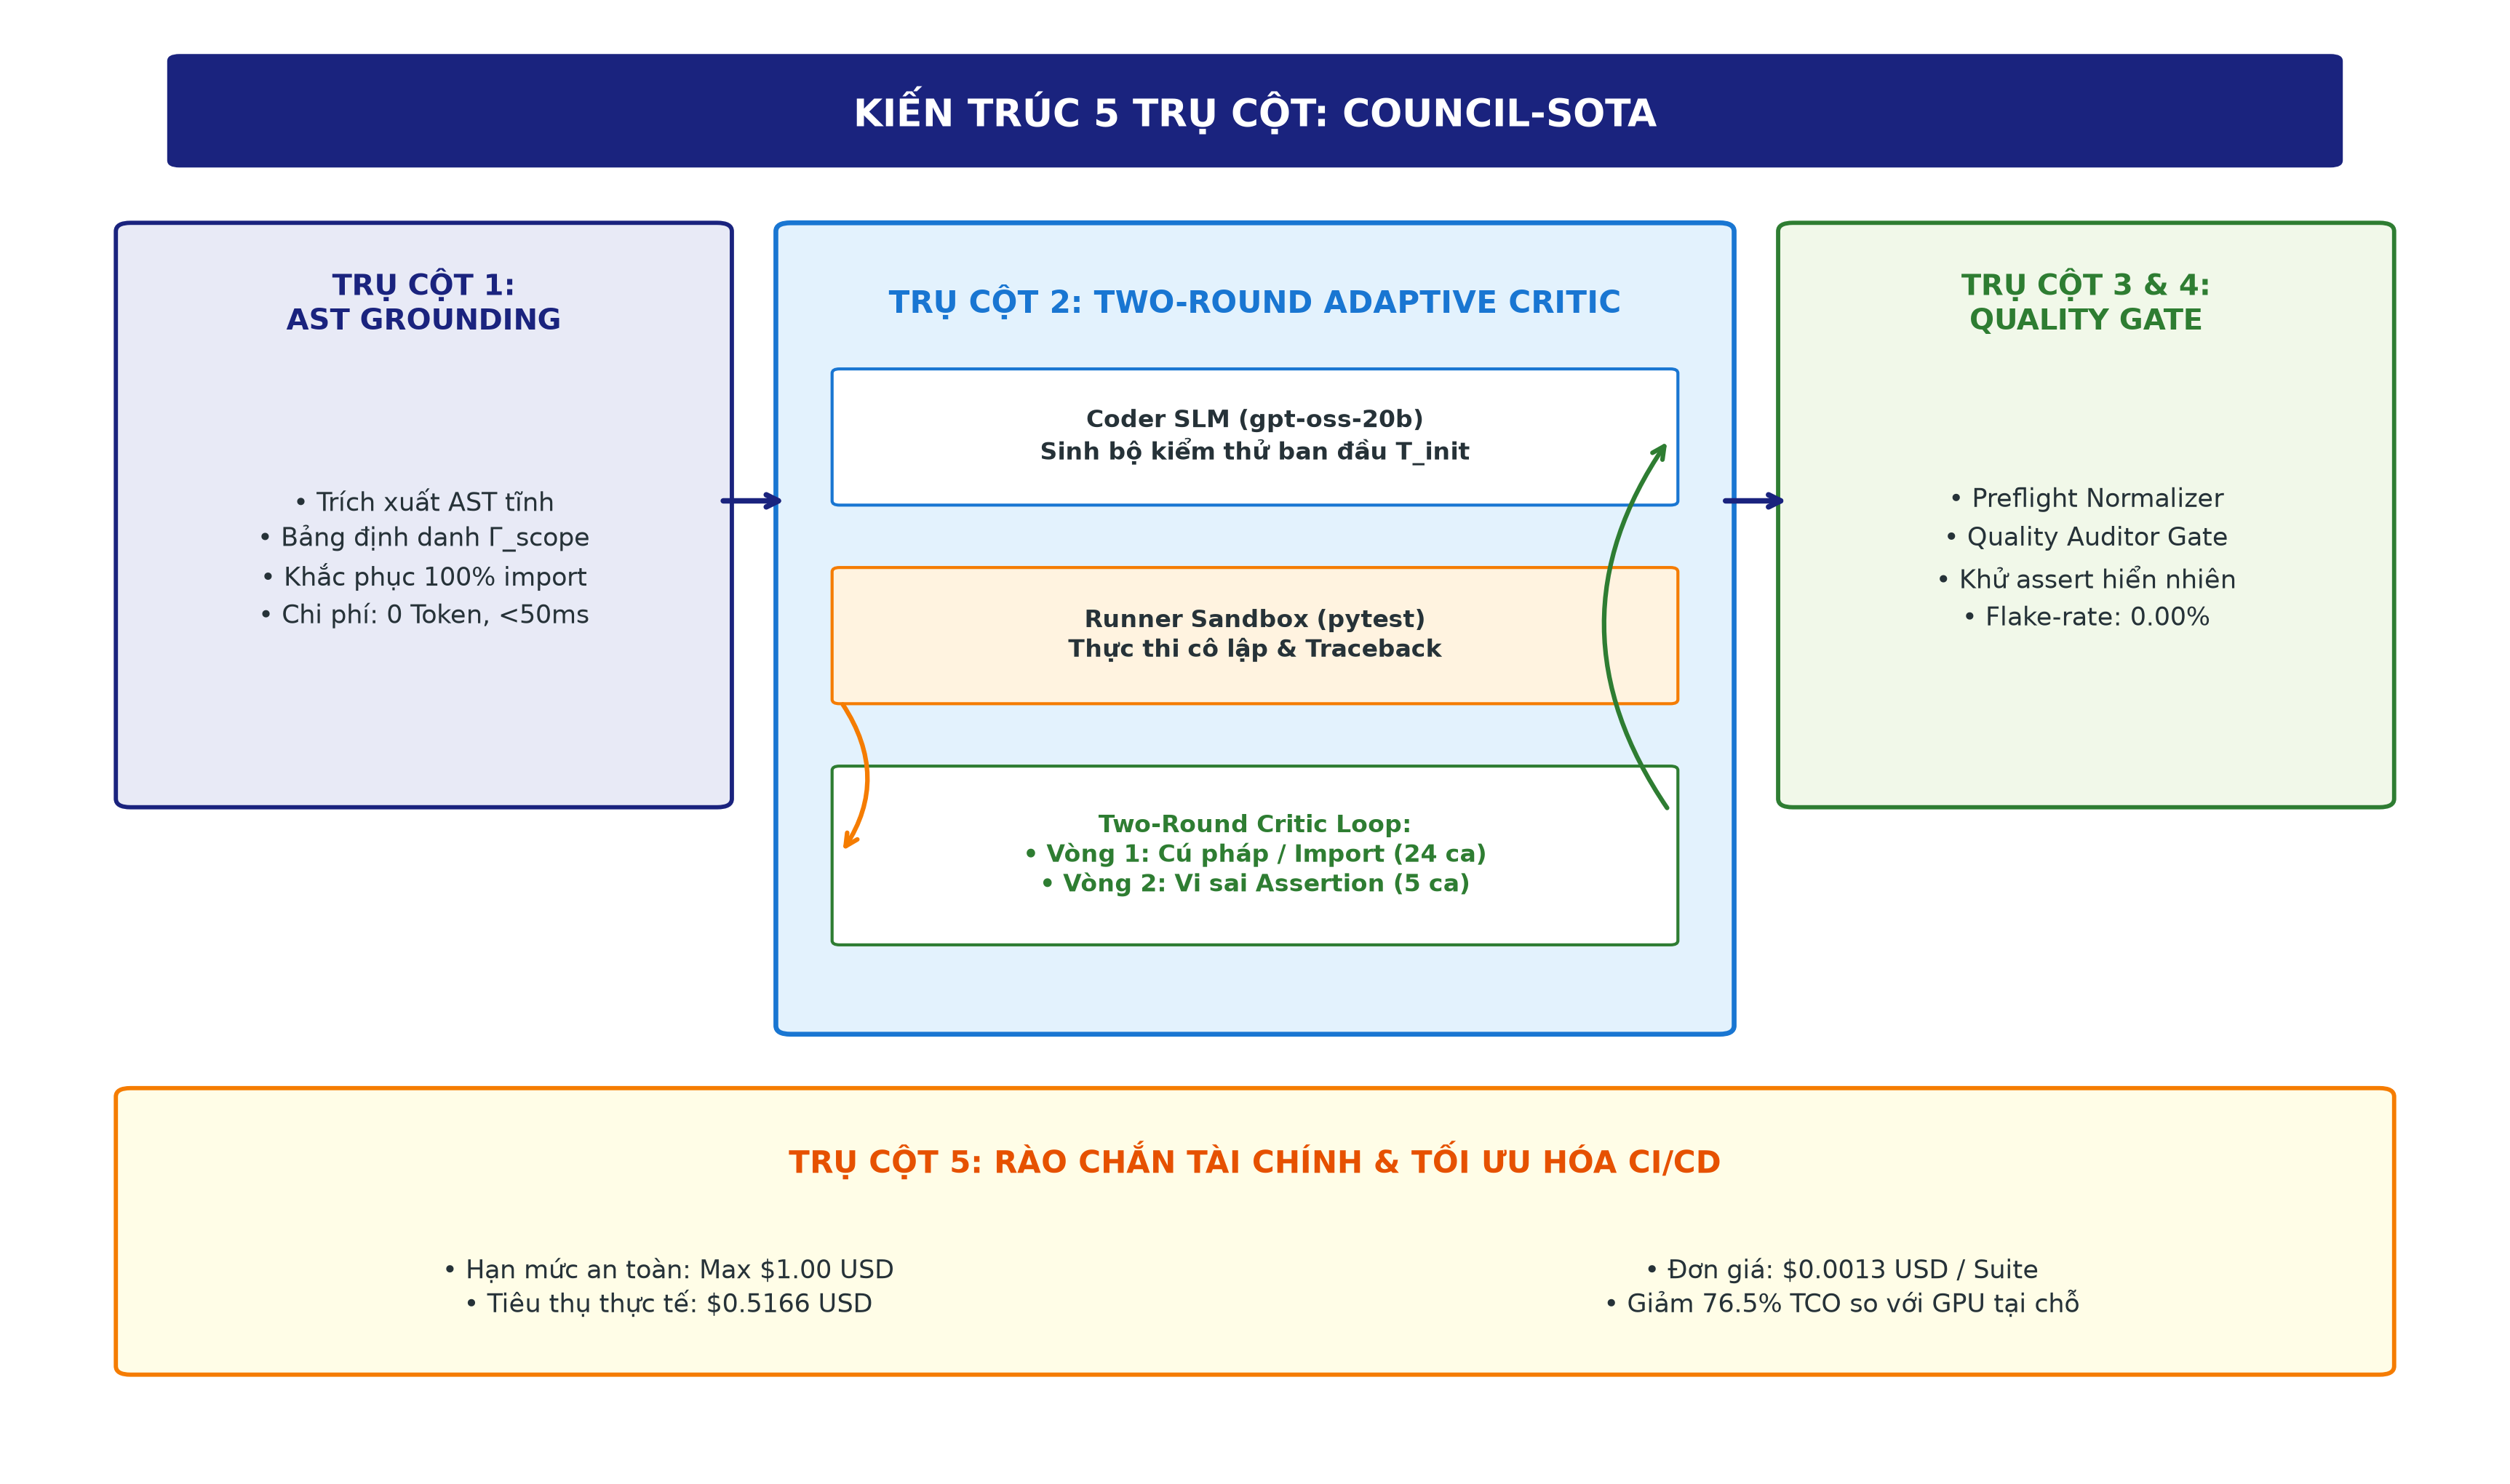 KIẾN TRÚC 5 TRỤ CỘT: COUNCIL-SOTA
TRỤ CỘT 1:
AST GROUNDING
• Trích xuất AST tĩnh
• Bảng định danh Γ_scope
• Khắc phục 100% import
• Chi phí: 0 Token, <50ms
TRỤ CỘT 2: TWO-ROUND ADAPTIVE CRITIC
Coder SLM (gpt-oss-20b)
Sinh bộ kiểm thử ban đầu T_init
Runner Sandbox (pytest)
Thực thi cô lập & Traceback
Two-Round Critic Loop:
• Vòng 1: Cú pháp / Import (24 ca)
• Vòng 2: Vi sai Assertion (5 ca)
TRỤ CỘT 3 & 4:
QUALITY GATE
• Preflight Normalizer
• Quality Auditor Gate
• Khử assert hiển nhiên
• Flake-rate: 0.00%
TRỤ CỘT 5: RÀO CHẮN TÀI CHÍNH & TỐI ƯU HÓA CI/CD
• Hạn mức an toàn: Max $1.00 USD
• Tiêu thụ thực tế: $0.5166 USD
• Đơn giá: $0.0013 USD / Suite
• Giảm 76.5% TCO so với GPU tại chỗ